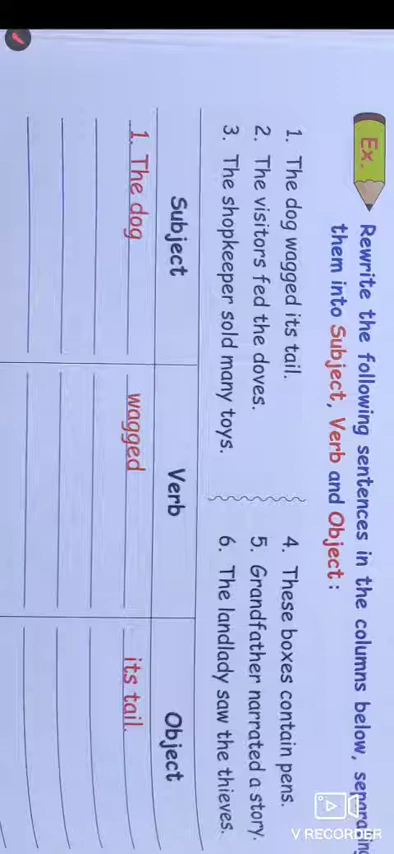 Ex. Rewrite the following sentences in the columns below, separating
them into Subject, Verb and Object :
1. The dog wagged its tail.
2. The visitors fed the doves.
3. The shopkeeper sold many toys.
4. These boxes contain pens.
5. Grandfather narrated a story.
6. The landlady saw the thieves.
Subject Verb Object
1. The dog wagged its tail.
V RECORDER